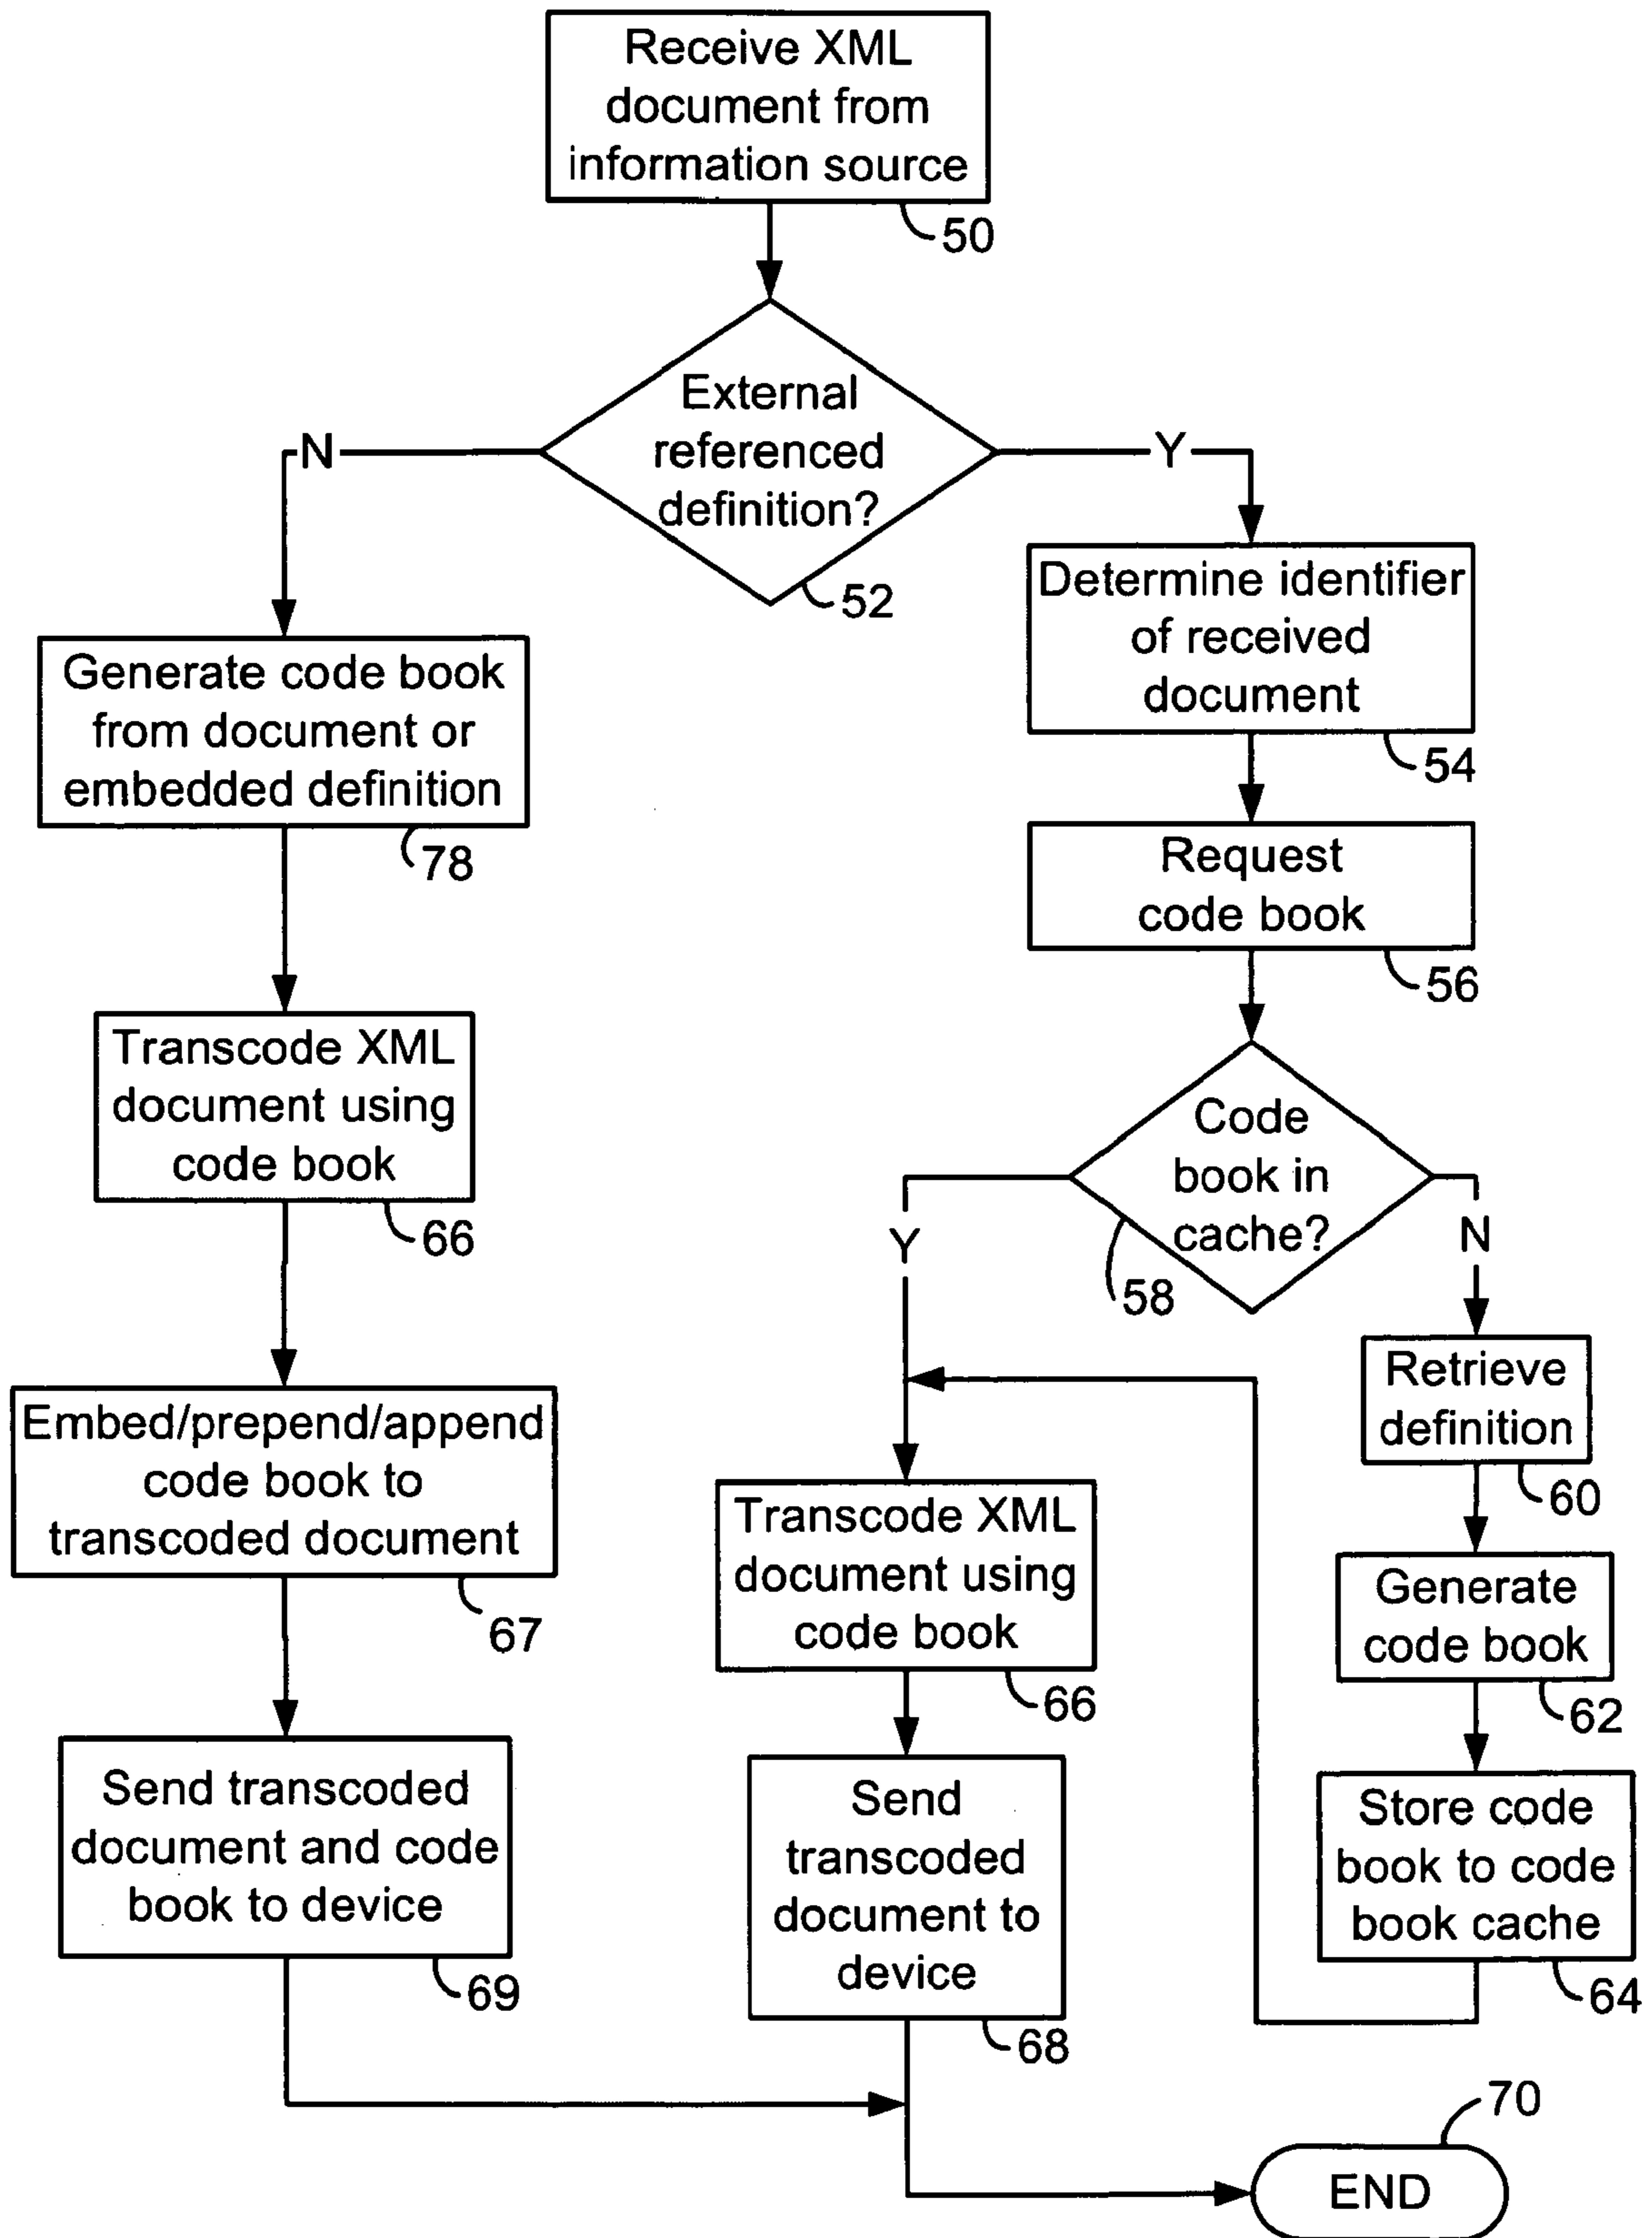 Receive XML
document from
information source
50
External
referenced
definition?
52
N
Y
Determine identifier
of received
document
54
Generate code book
from document or
embedded definition
78
Request
code book
56
Transcode XML
document using
code book
66
Code
book in
cache?
58
Y
N
Retrieve
definition
60
Embed/prepend/append
code book to
transcoded document
67
Transcode XML
document using
code book
66
Generate
code book
62
Send transcoded
document and code
book to device
69
Send
transcoded
document to
device
68
Store code
book to code
book cache
64
70
END